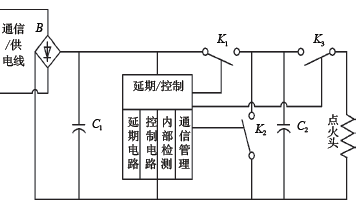 通信
/供
电线
B
K₁
K₃
延期/控制
延期电路
控制电路
内部检测
通信管理
C₁
K₂
C₂
点火头